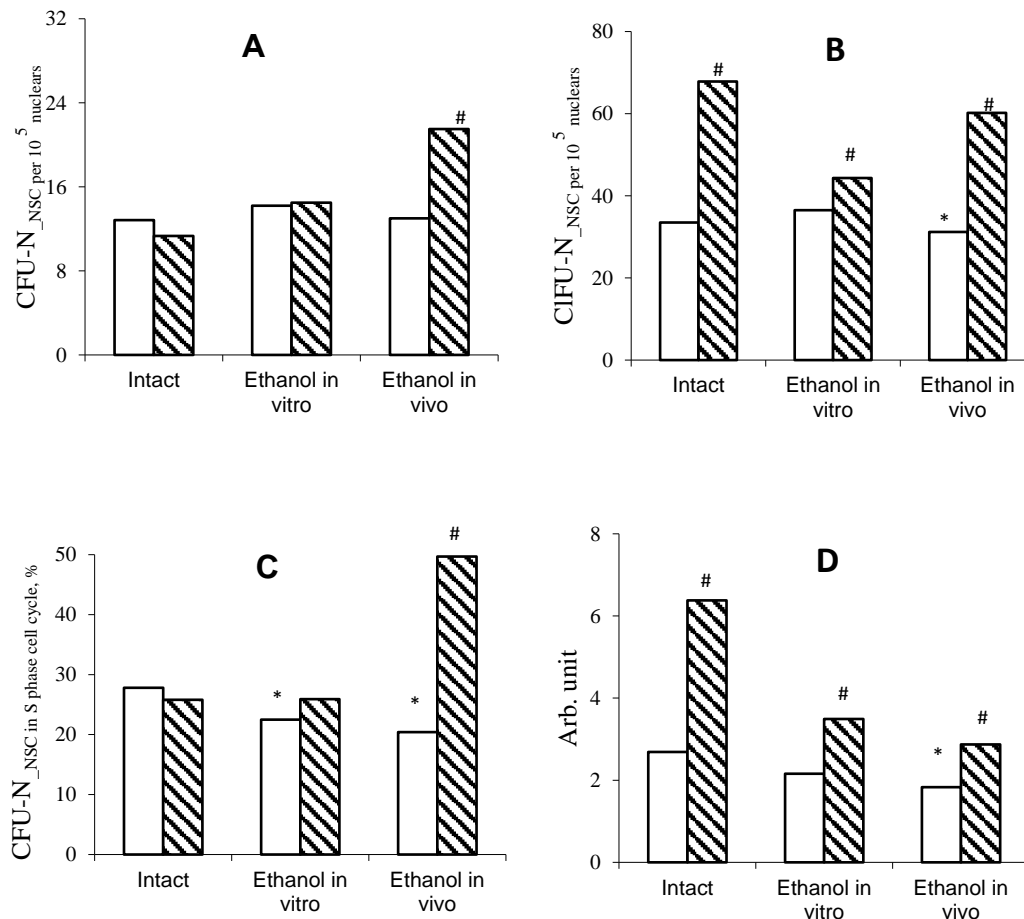 A
CFU-N_NSC per 10 5 nuclears
32
24
16
8
0
#
Intact
Ethanol in
vitro
Ethanol in
vivo
B
ClFU-N_NSC per 10 5 nuclears
80
60
40
20
0
#
#
*
#
Intact
Ethanol in
vitro
Ethanol in
vivo
C
CFU-N_NSC in S phase cell cycle, %
50
40
30
20
10
0
*
*
#
Intact
Ethanol in
vitro
Ethanol in
vivo
D
Arb. unit
8
6
4
2
0
#
#
*
#
Intact
Ethanol in
vitro
Ethanol in
vivo